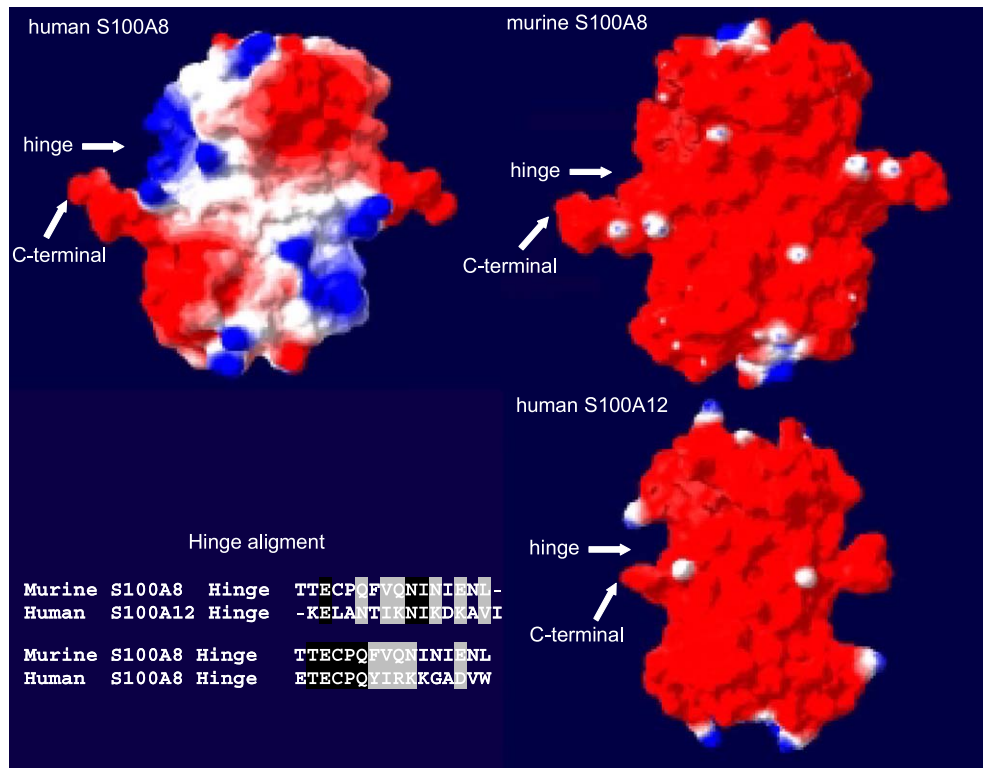 human S100A8
murine S100A8
hinge
C-terminal
hinge
C-terminal
human S100A12
hinge
C-terminal
Hinge aligment
Murine S100A8 Hinge TTECPQFVQNINIENL-
Human S100A12 Hinge -KELANTIKNIKDKAVI
Murine S100A8 Hinge TTECPQFVQNINIENL
Human S100A8 Hinge ETECPQYIRKKGADVW